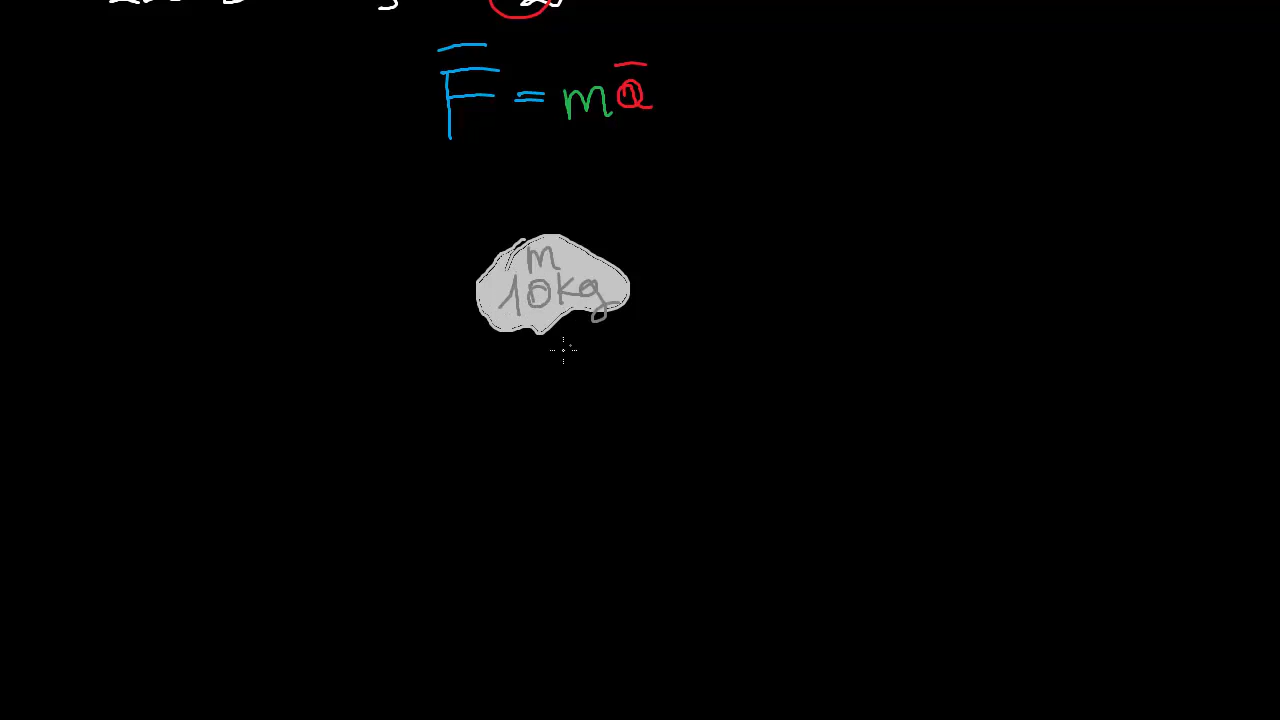 F̅ = ma̅
m
10kg